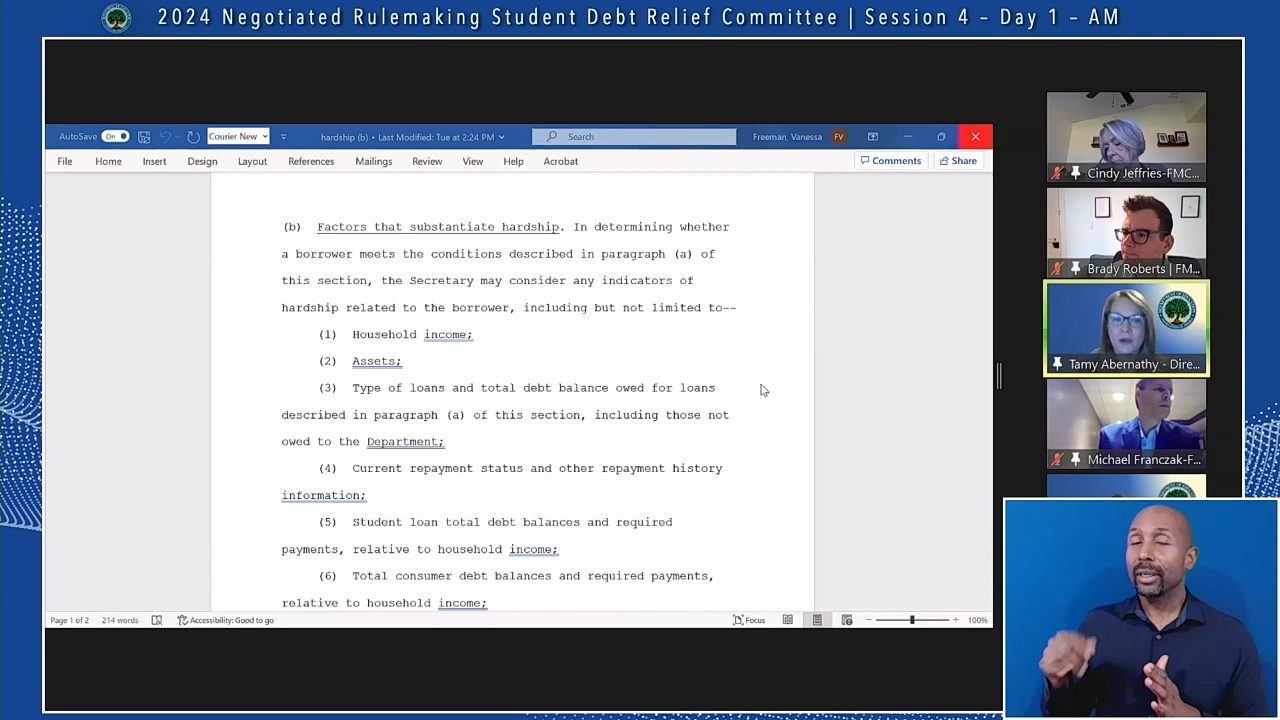 2024 Negotiated Rulemaking Student Debt Relief Committee | Session 4 – Day 1 – AM
AutoSave On Courier New hardship (b) • Last Modified: Tue at 2:24 PM Search Freeman, Vanessa FV
File Home Insert Design Layout References Mailings Review View Help Acrobat Comments Share
(b) Factors that substantiate hardship. In determining whether
a borrower meets the conditions described in paragraph (a) of
this section, the Secretary may consider any indicators of
hardship related to the borrower, including but not limited to--
(1) Household income;
(2) Assets;
(3) Type of loans and total debt balance owed for loans
described in paragraph (a) of this section, including those not
owed to the Department;
(4) Current repayment status and other repayment history
information;
(5) Student loan total debt balances and required
payments, relative to household income;
(6) Total consumer debt balances and required payments,
relative to household income;
Page 1 of 2 214 words Accessibility: Good to go Focus 100%
Cindy Jeffries-FMC...
Brady Roberts | FM...
Tamy Abernathy - Dire...
Michael Franczak-F...